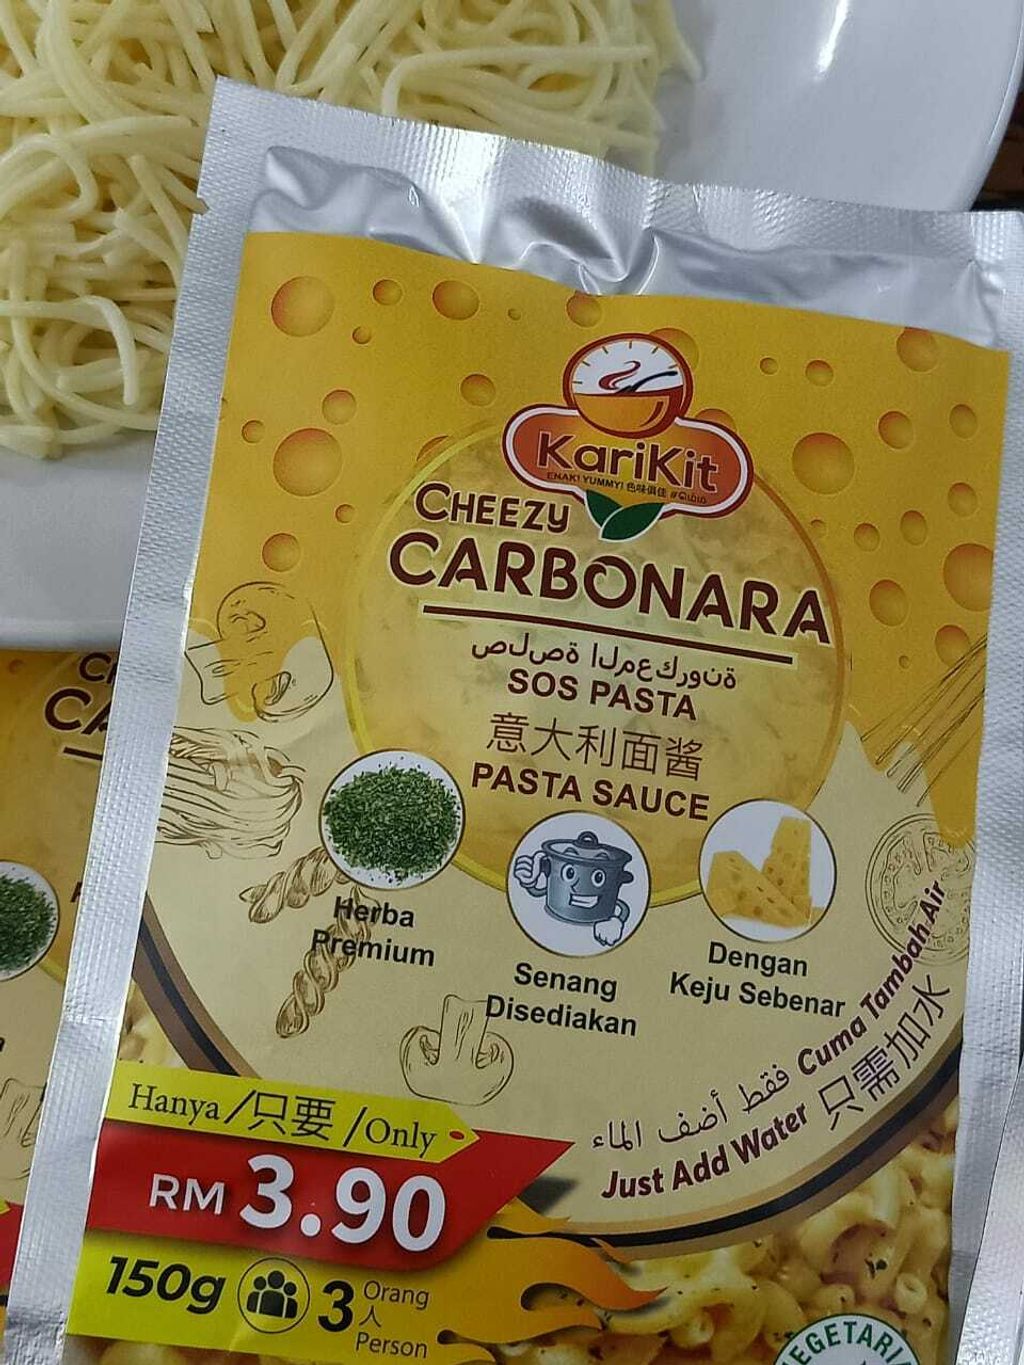 KariKit
ENAK! YUMMY! 色味俱佳
CHEEZY
CARBONARA
صلصة المعكرونة
SOS PASTA
意大利面酱
PASTA SAUCE
Herba
Premium
Senang
Disediakan
Dengan
Keju Sebenar
فقط أضف الماء Cuma Tambah Air
Just Add Water 只需加水
Hanya/只要/Only
RM 3.90
150g
3 Orang
人
Person